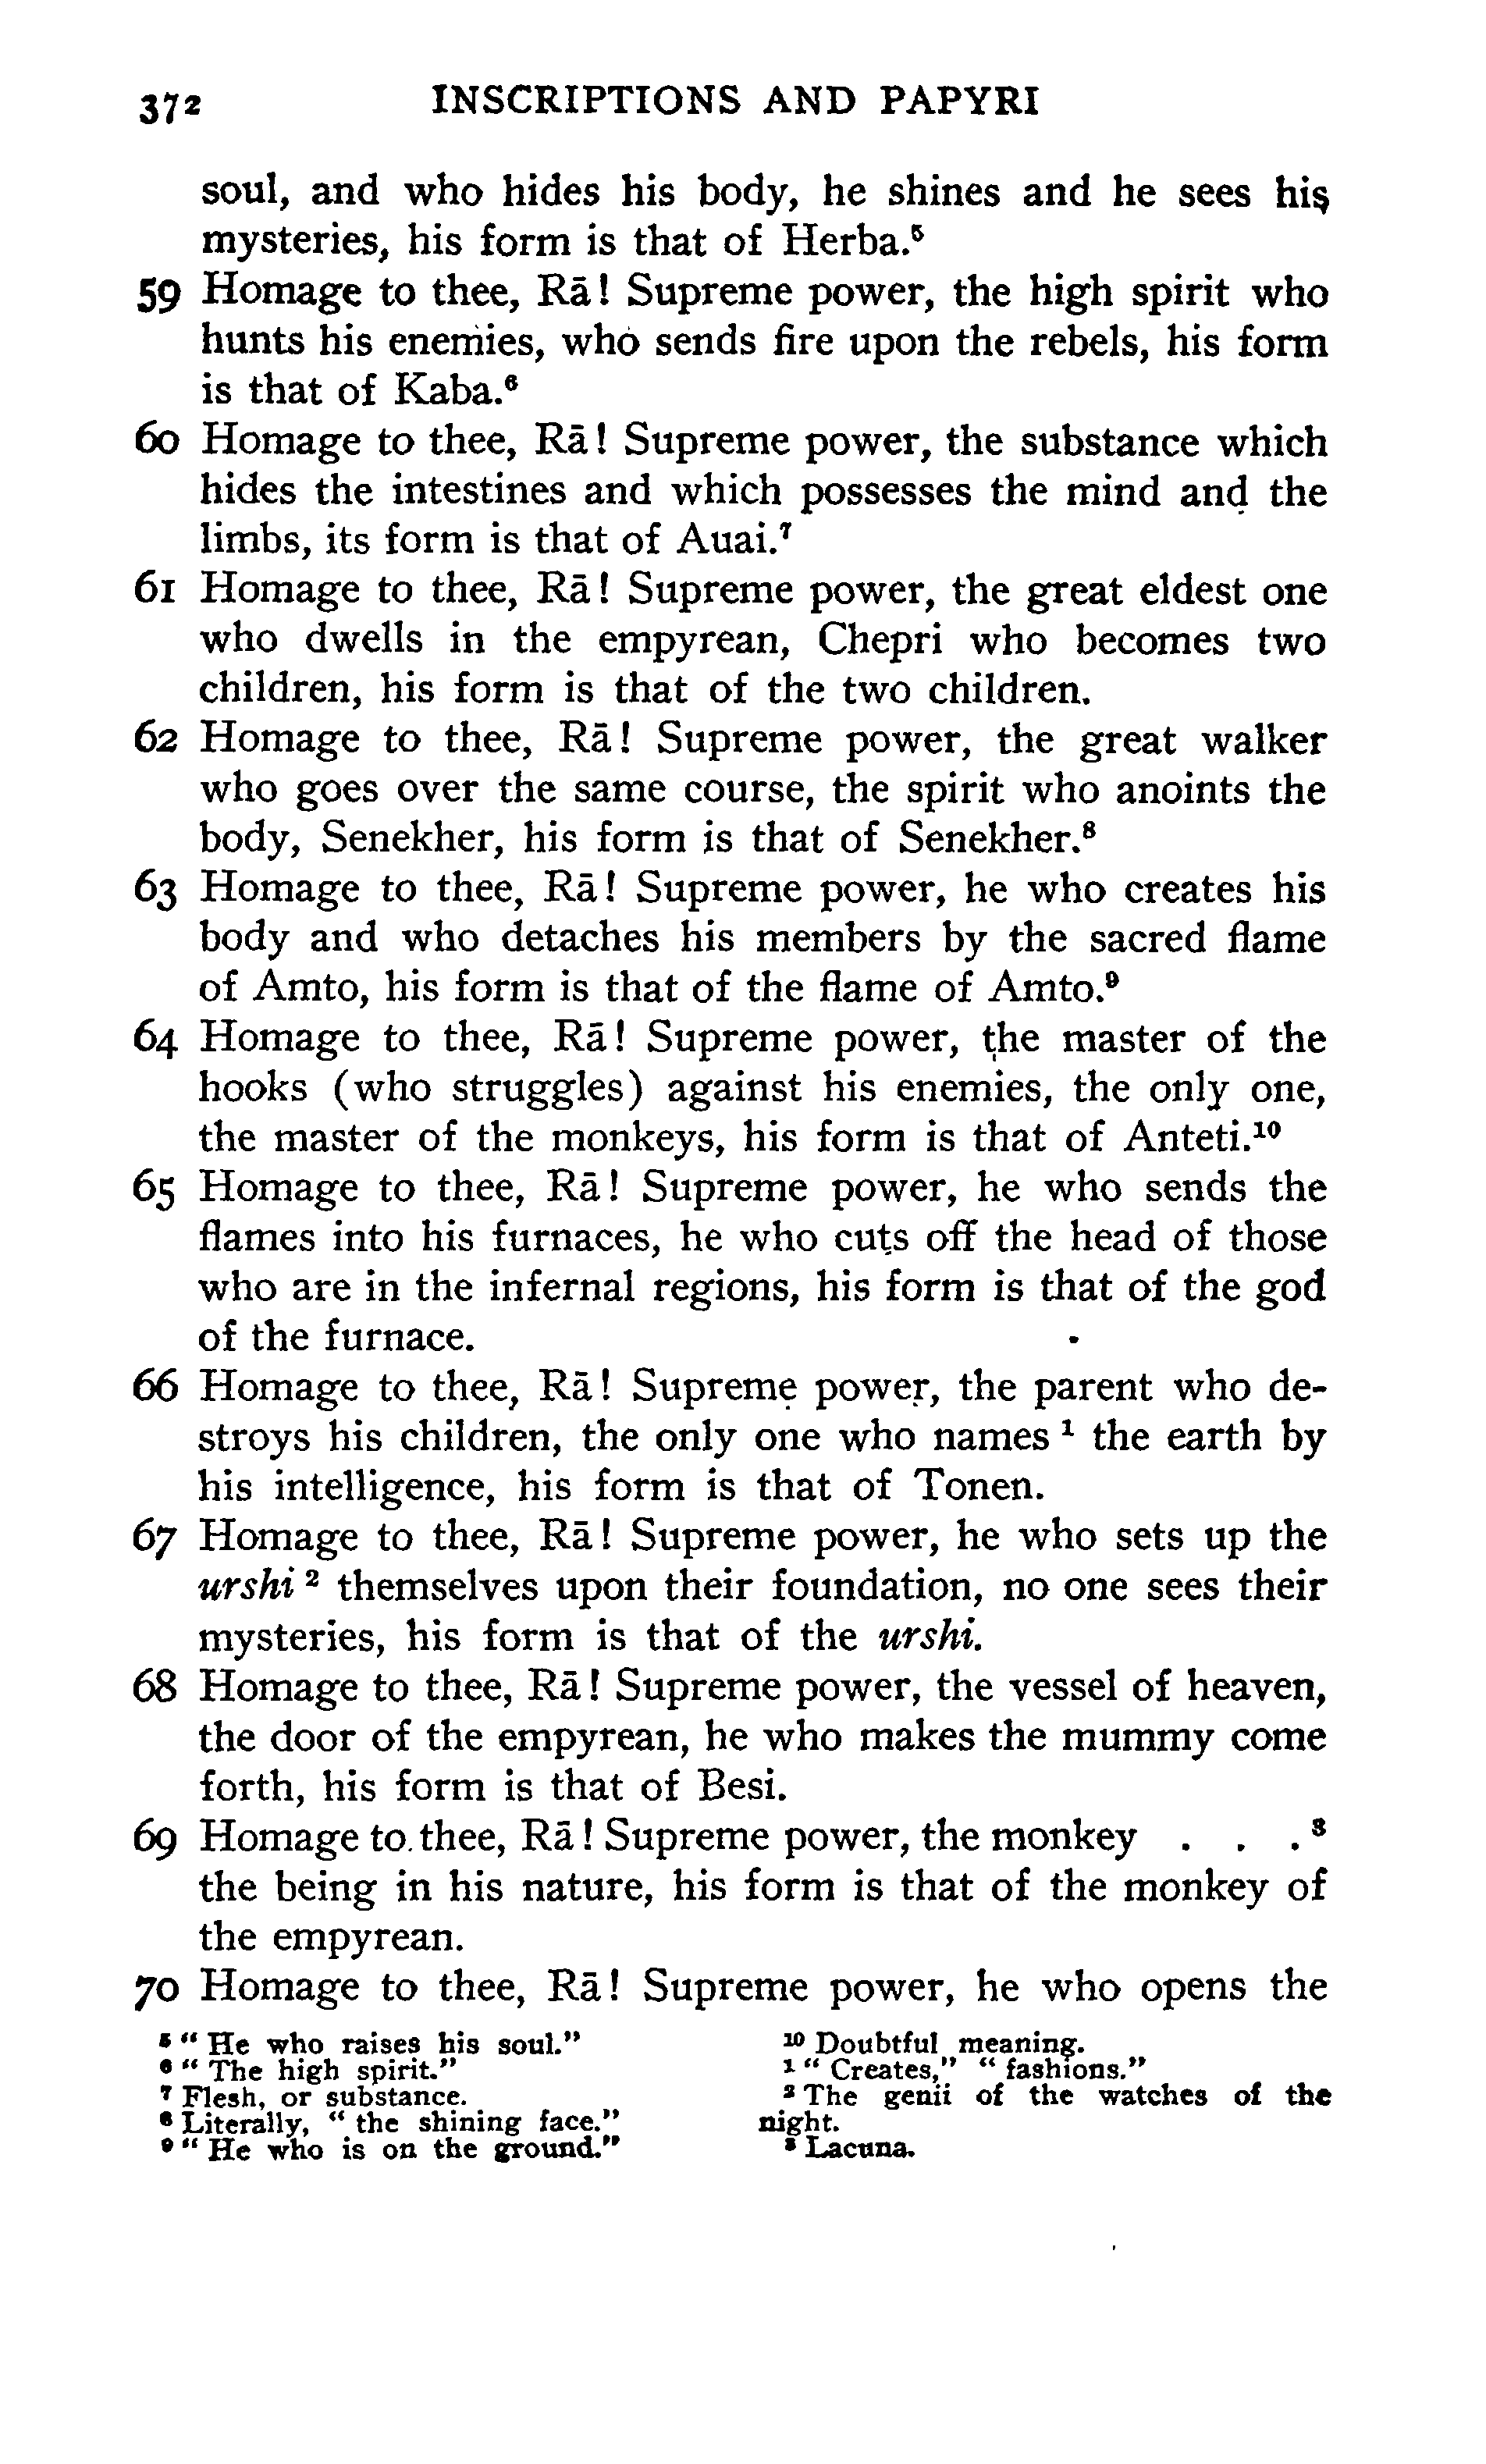 372 INSCRIPTIONS AND PAPYRI
soul, and who hides his body, he shines and he sees his
mysteries, his form is that of Herba.⁵
59 Homage to thee, Rā! Supreme power, the high spirit who
hunts his enemies, who sends fire upon the rebels, his form
is that of Kaba.⁶
60 Homage to thee, Rā! Supreme power, the substance which
hides the intestines and which possesses the mind and the
limbs, its form is that of Auai.⁷
61 Homage to thee, Rā! Supreme power, the great eldest one
who dwells in the empyrean, Chepri who becomes two
children, his form is that of the two children.
62 Homage to thee, Rā! Supreme power, the great walker
who goes over the same course, the spirit who anoints the
body, Senekher, his form is that of Senekher.⁸
63 Homage to thee, Rā! Supreme power, he who creates his
body and who detaches his members by the sacred flame
of Amto, his form is that of the flame of Amto.⁹
64 Homage to thee, Rā! Supreme power, the master of the
hooks (who struggles) against his enemies, the only one,
the master of the monkeys, his form is that of Anteti.¹⁰
65 Homage to thee, Rā! Supreme power, he who sends the
flames into his furnaces, he who cuts off the head of those
who are in the infernal regions, his form is that of the god
of the furnace.
66 Homage to thee, Rā! Supreme power, the parent who de-
stroys his children, the only one who names ¹ the earth by
his intelligence, his form is that of Tonen.
67 Homage to thee, Rā! Supreme power, he who sets up the
urshi ² themselves upon their foundation, no one sees their
mysteries, his form is that of the urshi.
68 Homage to thee, Rā! Supreme power, the vessel of heaven,
the door of the empyrean, he who makes the mummy come
forth, his form is that of Besi.
69 Homage to thee, Rā! Supreme power, the monkey . . .³
the being in his nature, his form is that of the monkey of
the empyrean.
70 Homage to thee, Rā! Supreme power, he who opens the
⁵ "He who raises his soul."
⁶ "The high spirit."
⁷ Flesh, or substance.
⁸ Literally, "the shining face."
⁹ "He who is on the ground."
¹⁰ Doubtful meaning.
¹ "Creates," "fashions."
² The genii of the watches of the
night.
³ Lacuna.